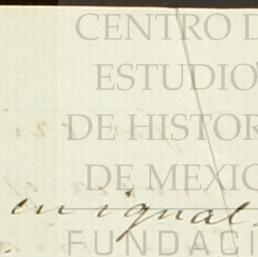 CENTRO D
ESTUDIO
DE HISTOR
DE MEXIC
en igual
FUNDACI